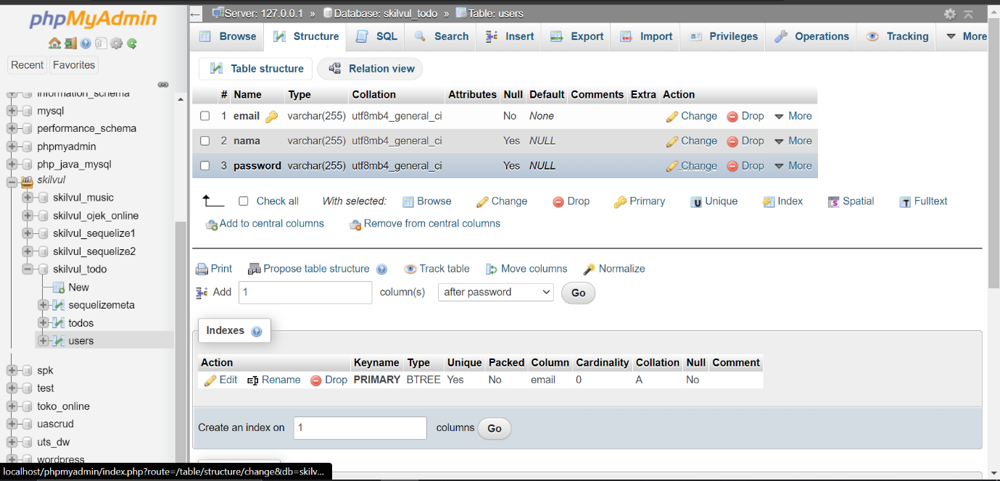 phpMyAdmin
Recent Favorites
information_schema
mysql
performance_schema
phpmyadmin
php_java_mysql
skilvul
skilvul_music
skilvul_ojek_online
skilvul_sequelize1
skilvul_sequelize2
skilvul_todo
New
sequelizemeta
todos
users
spk
test
toko_online
uascrud
uts_dw
wordpress
localhost/phpmyadmin/index.php?route=/table/structure/change&db=skilv...
Server: 127.0.0.1 » Database: skilvul_todo » Table: users
Browse Structure SQL Search Insert Export Import Privileges Operations Tracking More
Table structure Relation view
# Name Type Collation Attributes Null Default Comments Extra Action
1 email varchar(255) utf8mb4_general_ci No None Change Drop More
2 nama varchar(255) utf8mb4_general_ci Yes NULL Change Drop More
3 password varchar(255) utf8mb4_general_ci Yes NULL Change Drop More
Check all With selected: Browse Change Drop Primary Unique Index Spatial Fulltext
Add to central columns Remove from central columns
Print Propose table structure Track table Move columns Normalize
Add 1 column(s) after password Go
Indexes
Action Keyname Type Unique Packed Column Cardinality Collation Null Comment
Edit Rename Drop PRIMARY BTREE Yes No email 0 A No
Create an index on 1 columns Go